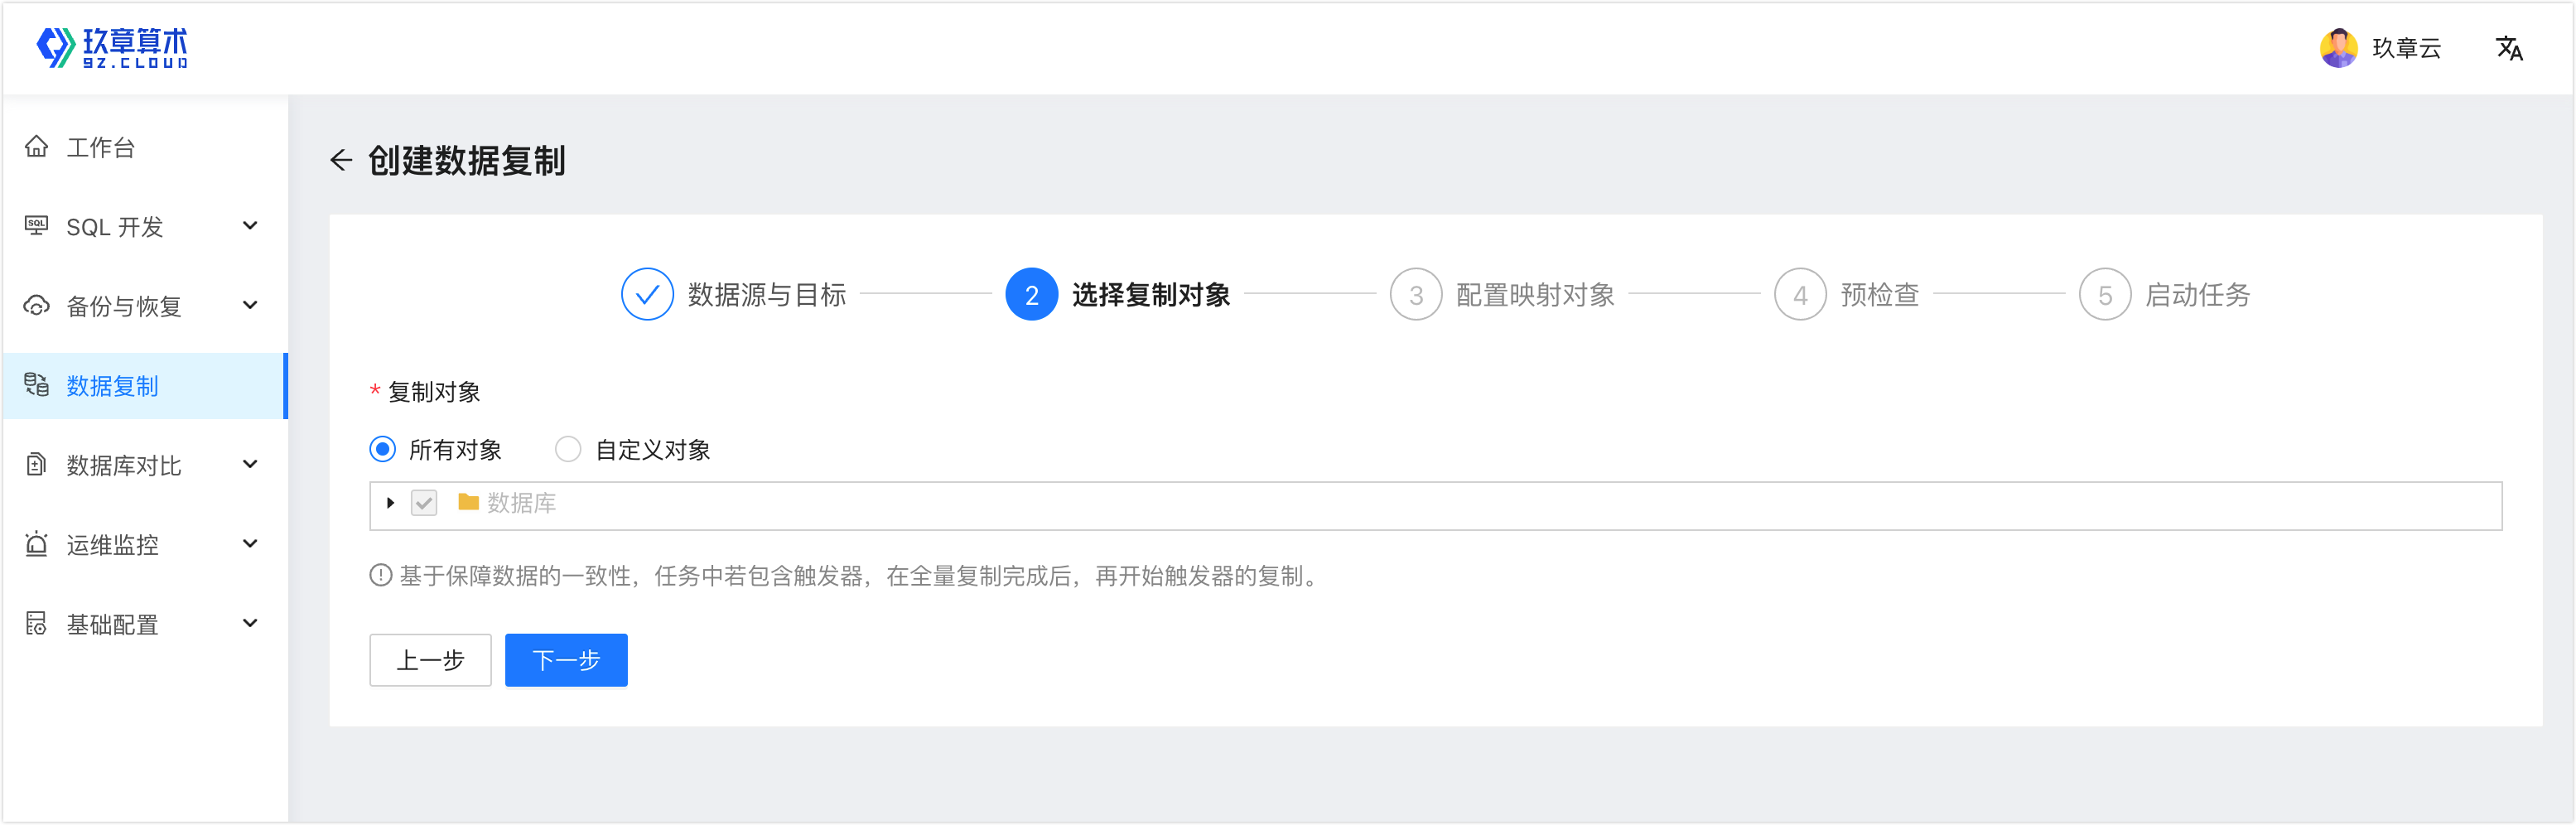 玖章算术
9Z.CLOUD
玖章云
工作台
SQL 开发
备份与恢复
数据复制
数据库对比
运维监控
基础配置
创建数据复制
数据源与目标
2 选择复制对象
3 配置映射对象
4 预检查
5 启动任务
* 复制对象
所有对象 自定义对象
数据库
基于保障数据的一致性，任务中若包含触发器，在全量复制完成后，再开始触发器的复制。
上一步 下一步